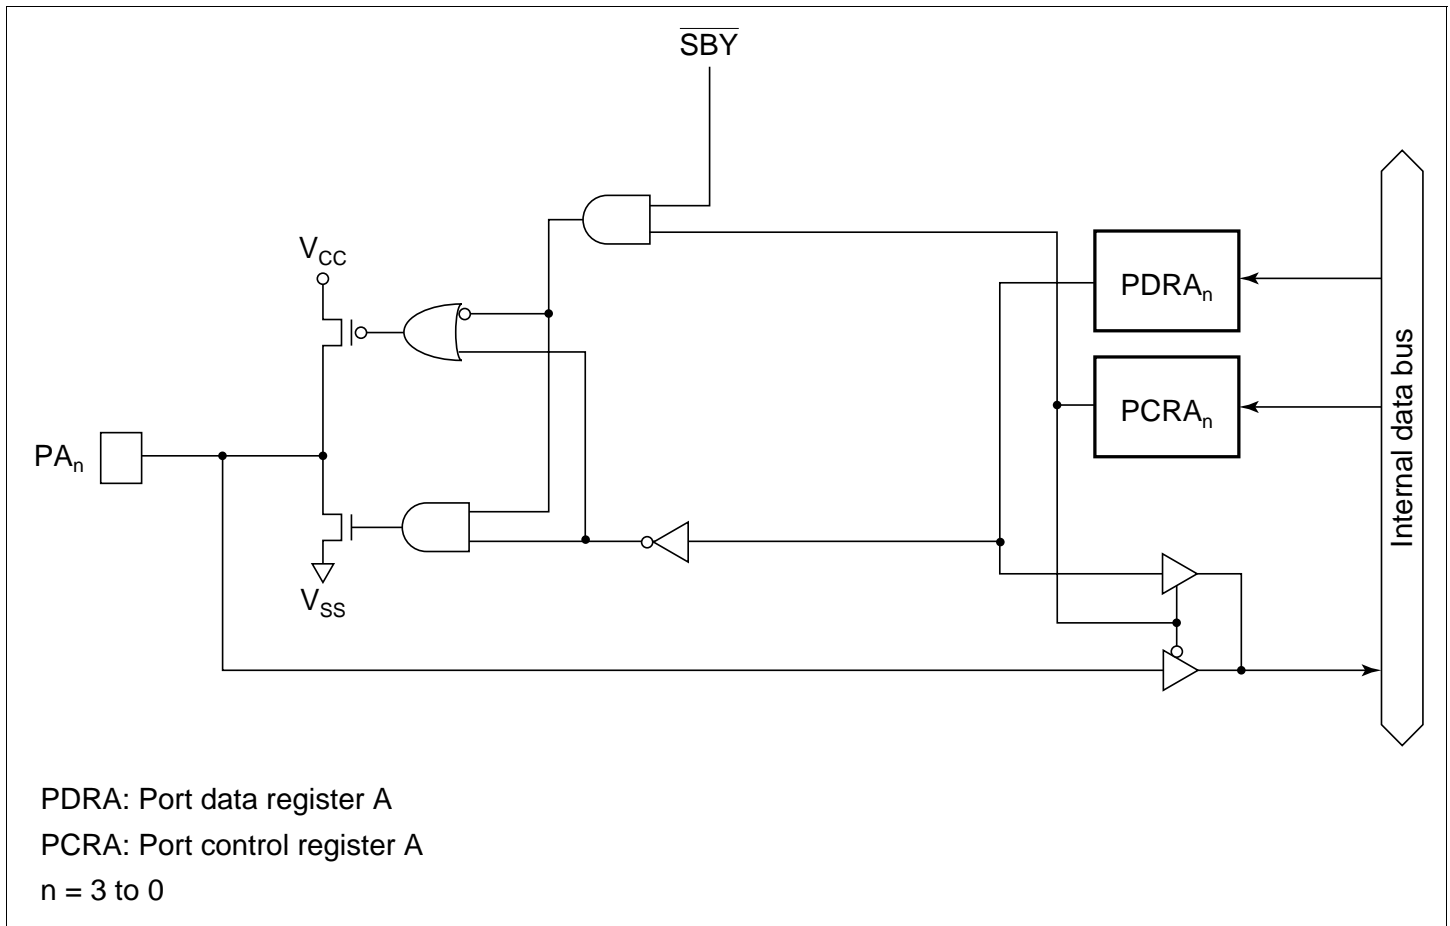 SBY
VCC
PDRAn
PCRAn
PAn
Internal data bus
VSS
PDRA: Port data register A
PCRA: Port control register A
n = 3 to 0